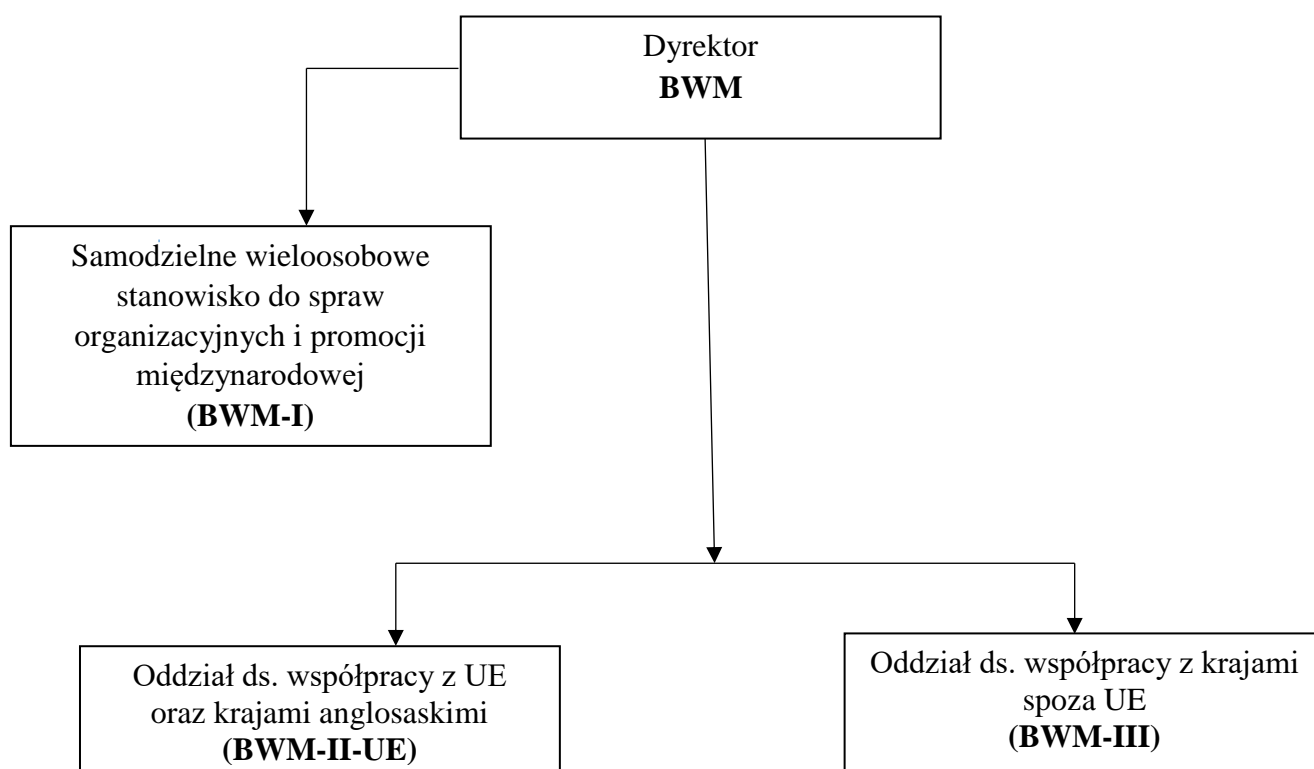 Dyrektor
BWM
Samodzielne wieloosobowe
stanowisko do spraw
organizacyjnych i promocji
międzynarodowej
(BWM-I)
Oddział ds. współpracy z UE
oraz krajami anglosaskimi
(BWM-II-UE)
Oddział ds. współpracy z krajami
spoza UE
(BWM-III)